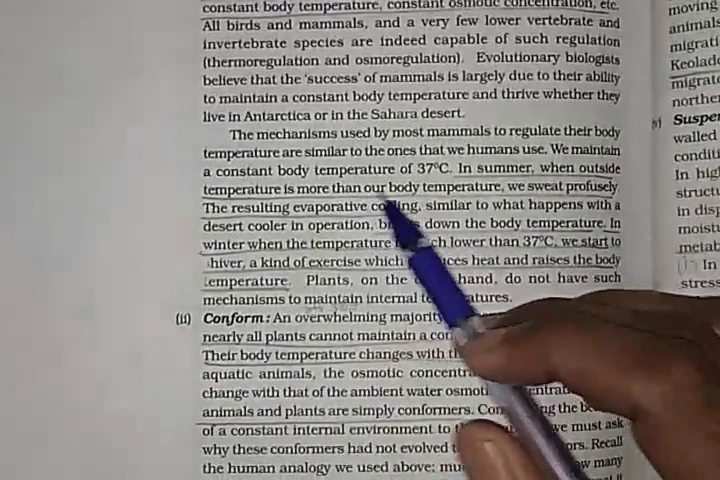 constant body temperature, constant osmotic concentration, etc.
All birds and mammals, and a very few lower vertebrate and
invertebrate species are indeed capable of such regulation
(thermoregulation and osmoregulation). Evolutionary biologists
believe that the 'success' of mammals is largely due to their ability
to maintain a constant body temperature and thrive whether they
live in Antarctica or in the Sahara desert.
The mechanisms used by most mammals to regulate their body
temperature are similar to the ones that we humans use. We maintain
a constant body temperature of 37°C. In summer, when outside
temperature is more than our body temperature, we sweat profusely
The resulting evaporative cooling, similar to what happens with a
desert cooler in operation, down the body temperature. In
winter when the temperature lower than 37°C, we start to
hiver, a kind of exercise which heat and raises the body
emperature. Plants, on the hand, do not have such
mechanisms to maintain internal
(ii) Conform: An overwhelming majority
nearly all plants cannot maintain a
Their body temperature changes with
aquatic animals, the osmotic
change with that of the ambient water
animals and plants are simply conformers. the
of a constant internal environment to we must ask
why these conformers had not evolved Recall
the human analogy we used above; many
moving
animals
migrati
Keolade
migrat
norther
Suspe
walled
conditi
In hig
struct
in disp
moistu
metab
In
stress